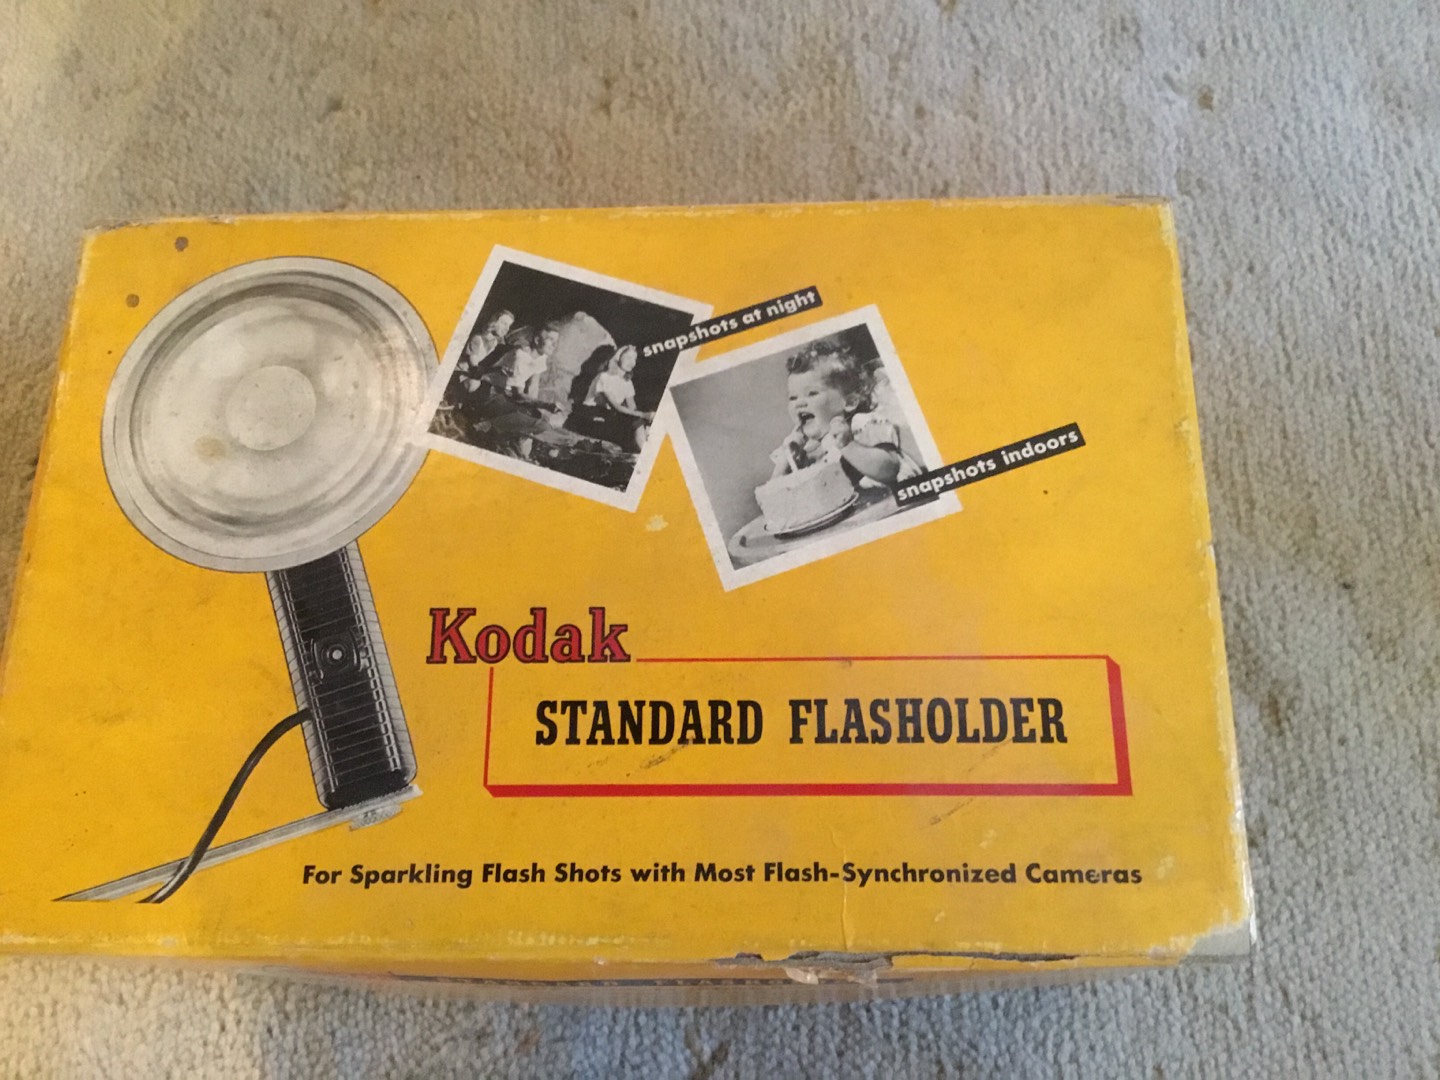 snapshots at night
snapshots indoors
Kodak
STANDARD FLASHOLDER
For Sparkling Flash Shots with Most Flash-Synchronized Cameras